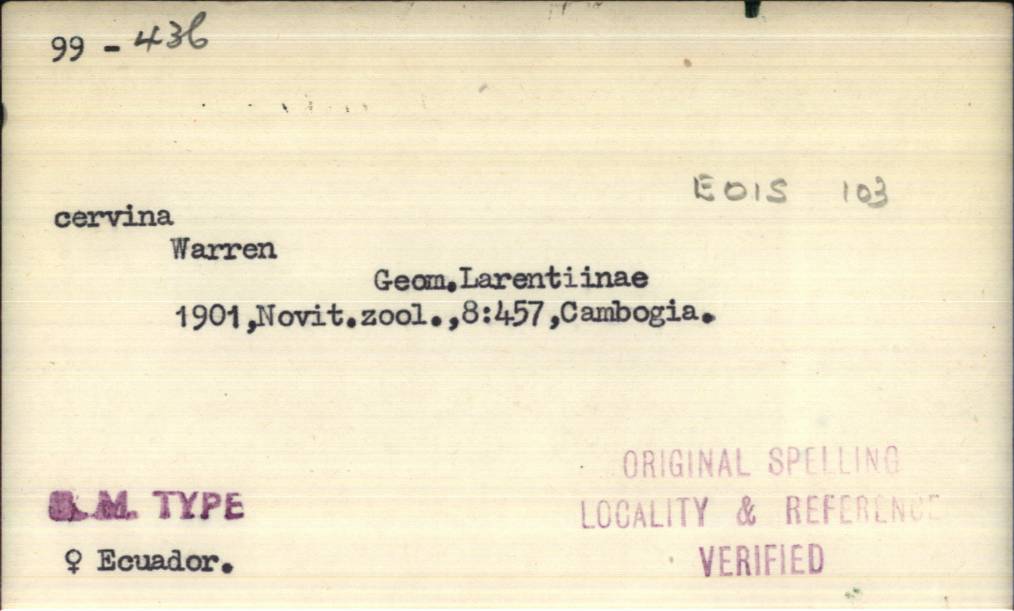 99 - 436
EOIS 103
cervina
Warren
Geom.Larentiinae
1901,Novit.zool.,8:457,Cambogia.
ORIGINAL SPELLING
B. M. TYPE
LOCALITY & REFERENCE
♀ Ecuador.
VERIFIED